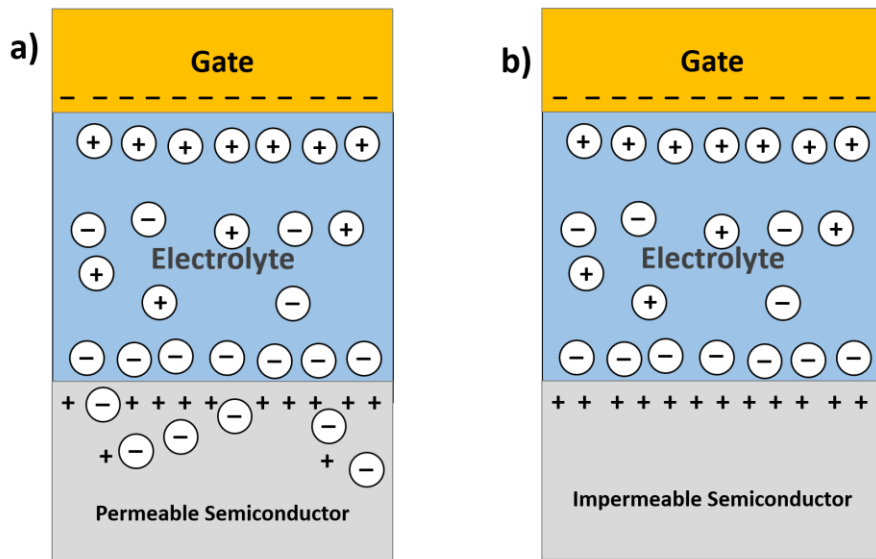 a)
Gate
Electrolyte
Permeable Semiconductor
b)
Gate
Electrolyte
Impermeable Semiconductor